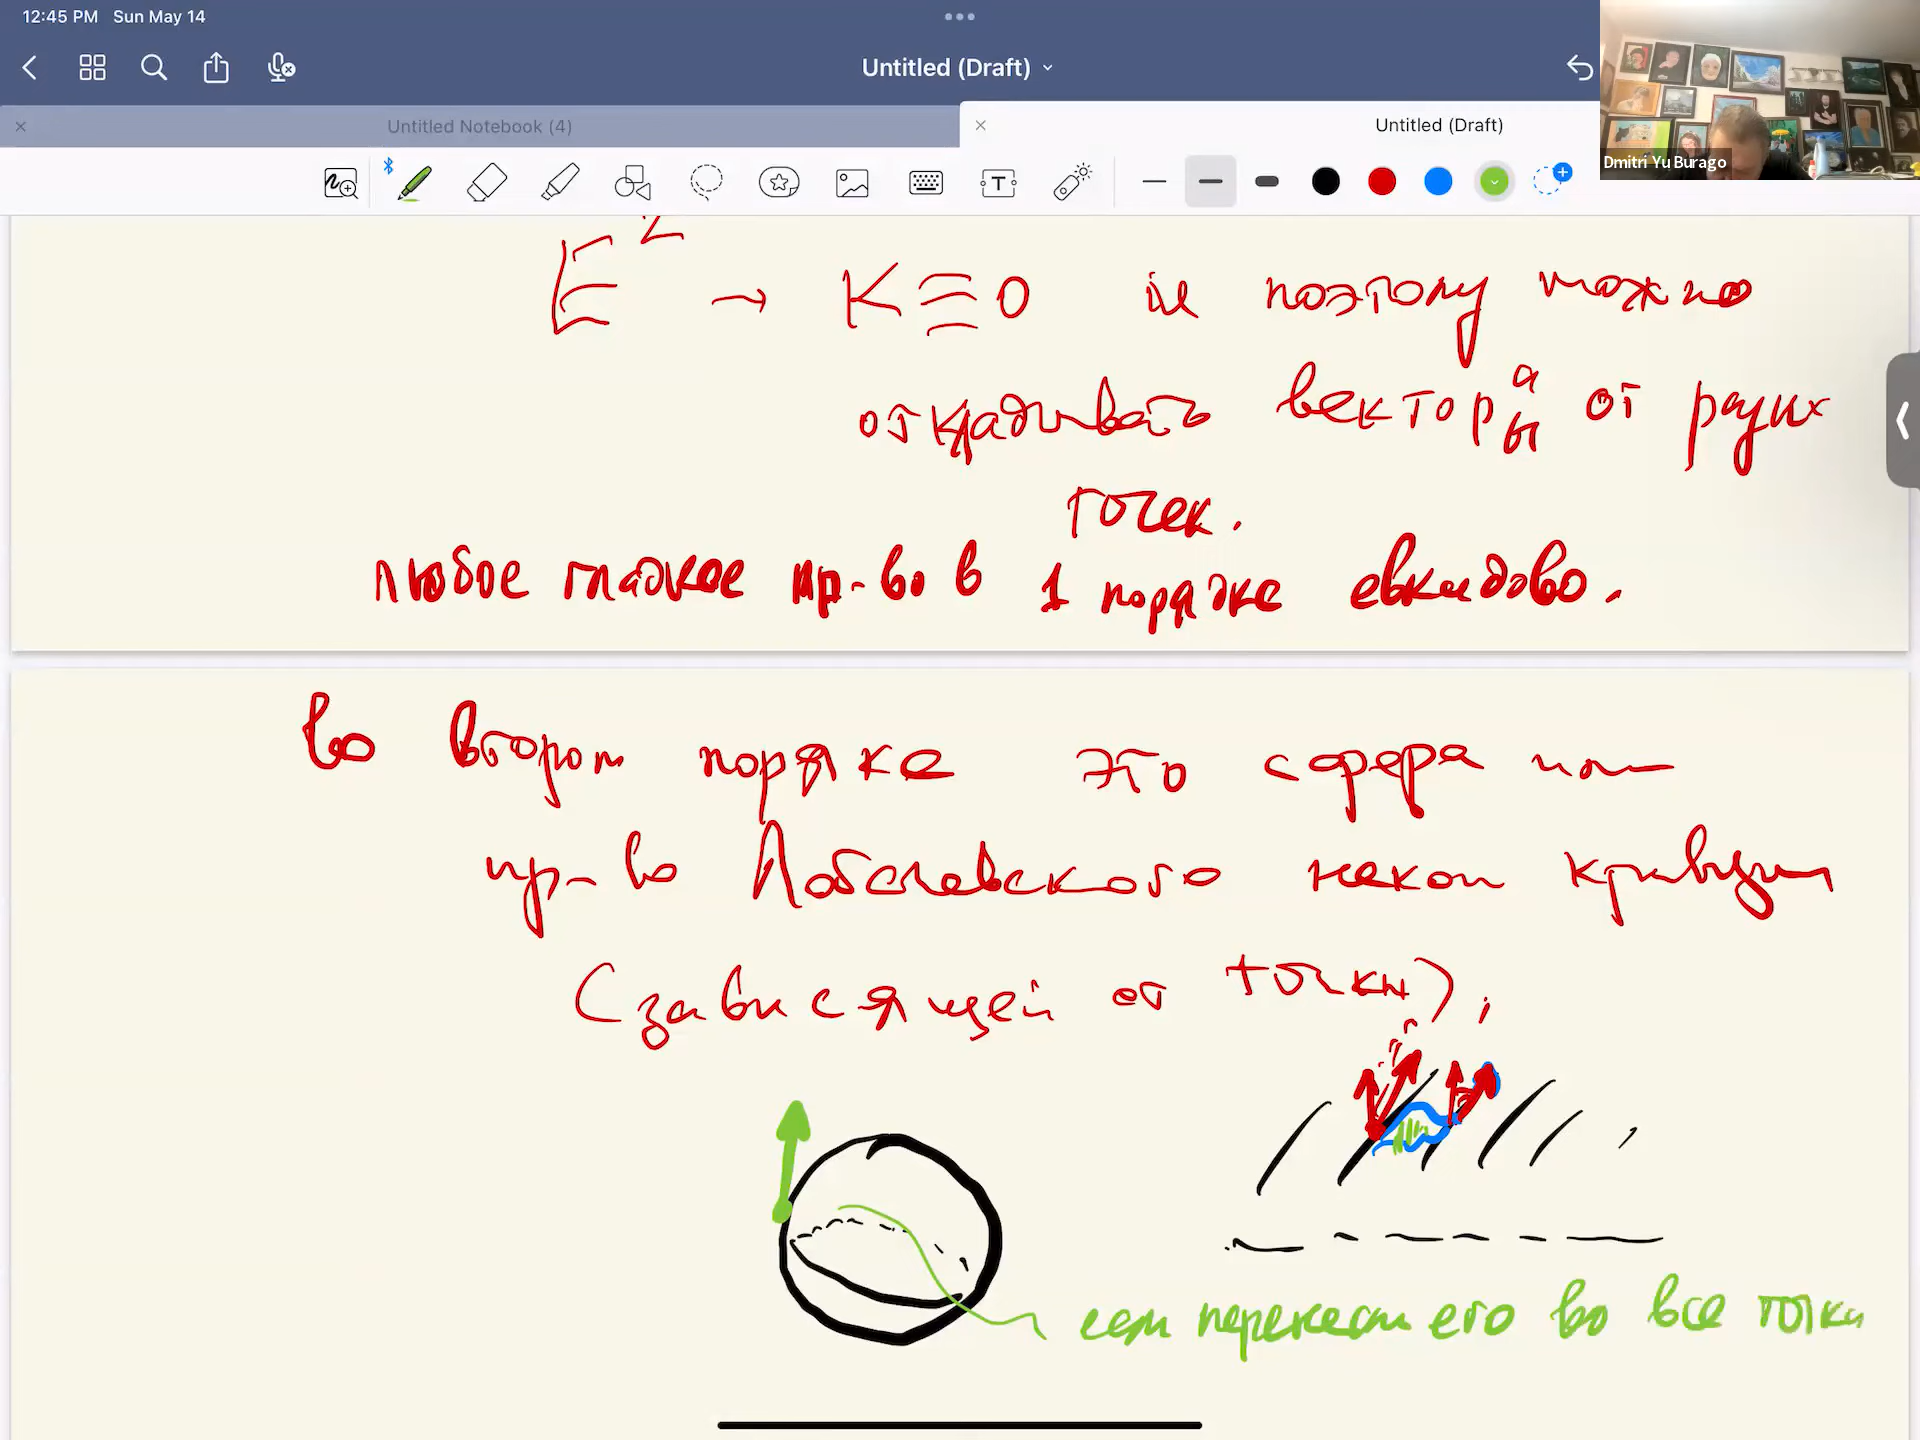 12:45 PM Sun May 14
Untitled (Draft)
Untitled Notebook (4)
Untitled (Draft)
Dmitri Yu Burago
E² → K≡0 и поэтому можно
откладывать вектора от разных
ы
точек.
любое гладкое пр-во в 1 порядке евкидово.
во втором порядке это сфера или
пр-во Лобачевского некой кривизны
(зависящей от точки),
если перенести его во все точки